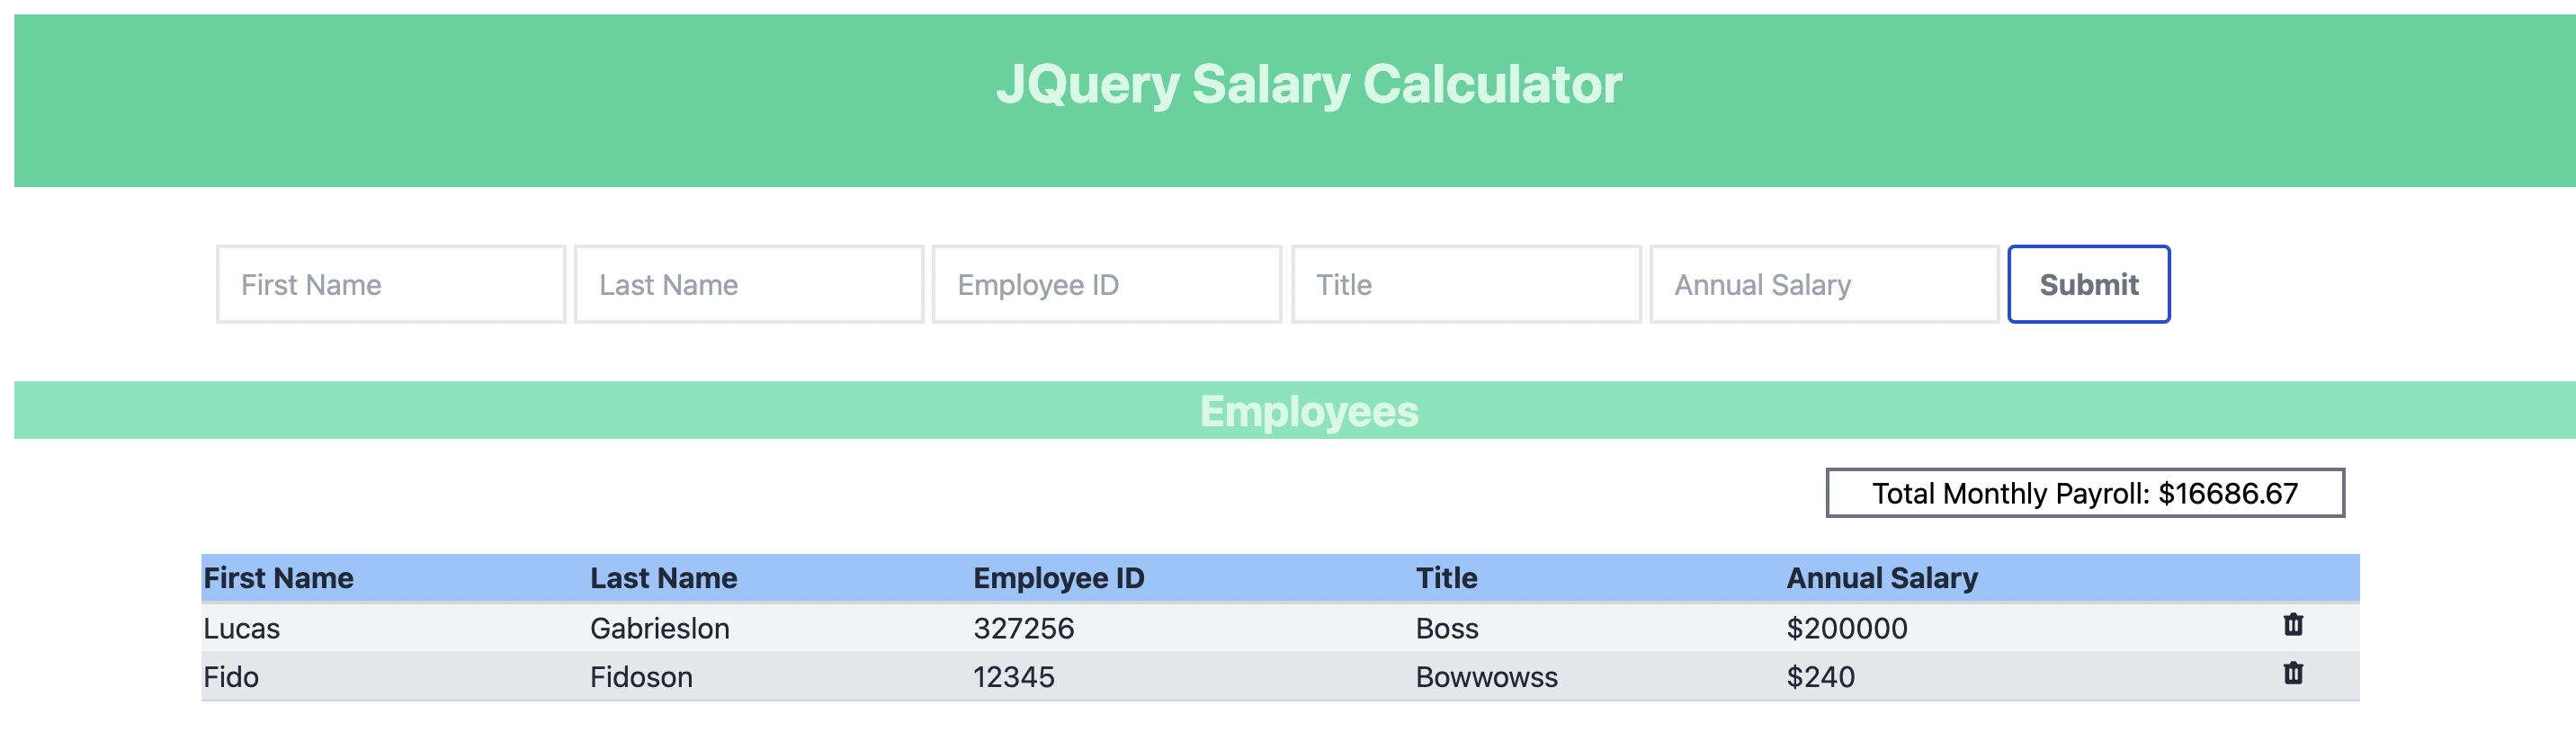 JQuery Salary Calculator
First Name Last Name Employee ID Title Annual Salary Submit
Employees
Total Monthly Payroll: $16686.67
First Name Last Name Employee ID Title Annual Salary
Lucas Gabrieslon 327256 Boss $200000
Fido Fidoson 12345 Bowwowss $240